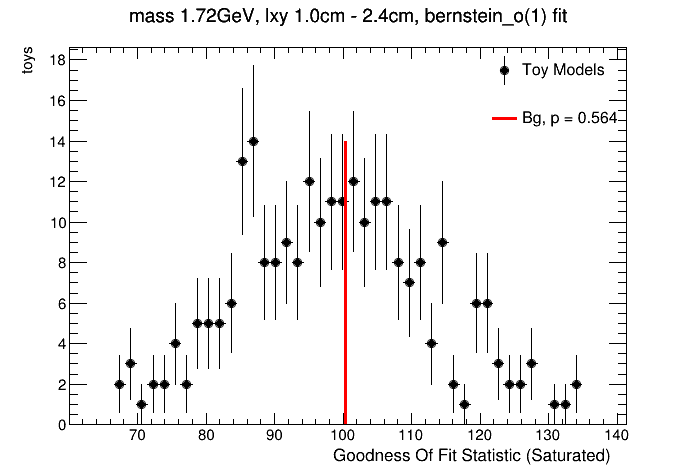 mass 1.72GeV, lxy 1.0cm - 2.4cm, bernstein_o(1) fit
toys
18
16
14
12
10
8
6
4
2
0
Toy Models
Bg, p = 0.564
70 80 90 100 110 120 130 140
Goodness Of Fit Statistic (Saturated)